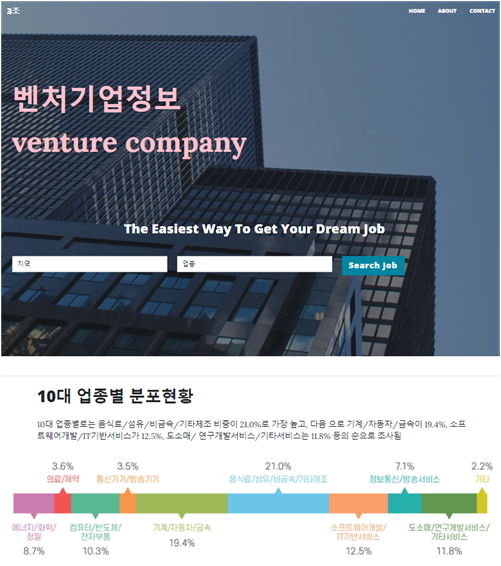 3조
HOME ABOUT CONTACT
벤처기업정보
venture company
The Easiest Way To Get Your Dream Job
지역 업종 Search Job
10대 업종별 분포현황
10대 업종별로는 음식료/섬유/비금속/기타제조 비중이 21.0%로 가장 높고, 다음 으로 기계/자동차/금속이 19.4%, 소프
트웨어개발/IT기반서비스가 12.5%, 도소매/ 연구개발서비스/기타서비스는 11.8% 등의 순으로 조사됨
3.6% 3.5% 21.0% 7.1% 2.2%
의료/제약 통신기기/방송기기 음식료/섬유/비금속/기타제조 정보통신/방송서비스 기타
에너지/화학/ 컴퓨터/반도체/ 기계/자동차/금속 소프트웨어개발/ 도소매/연구개발서비스/
정밀 전자부품 IT기반서비스 기타서비스
8.7% 10.3% 19.4% 12.5% 11.8%